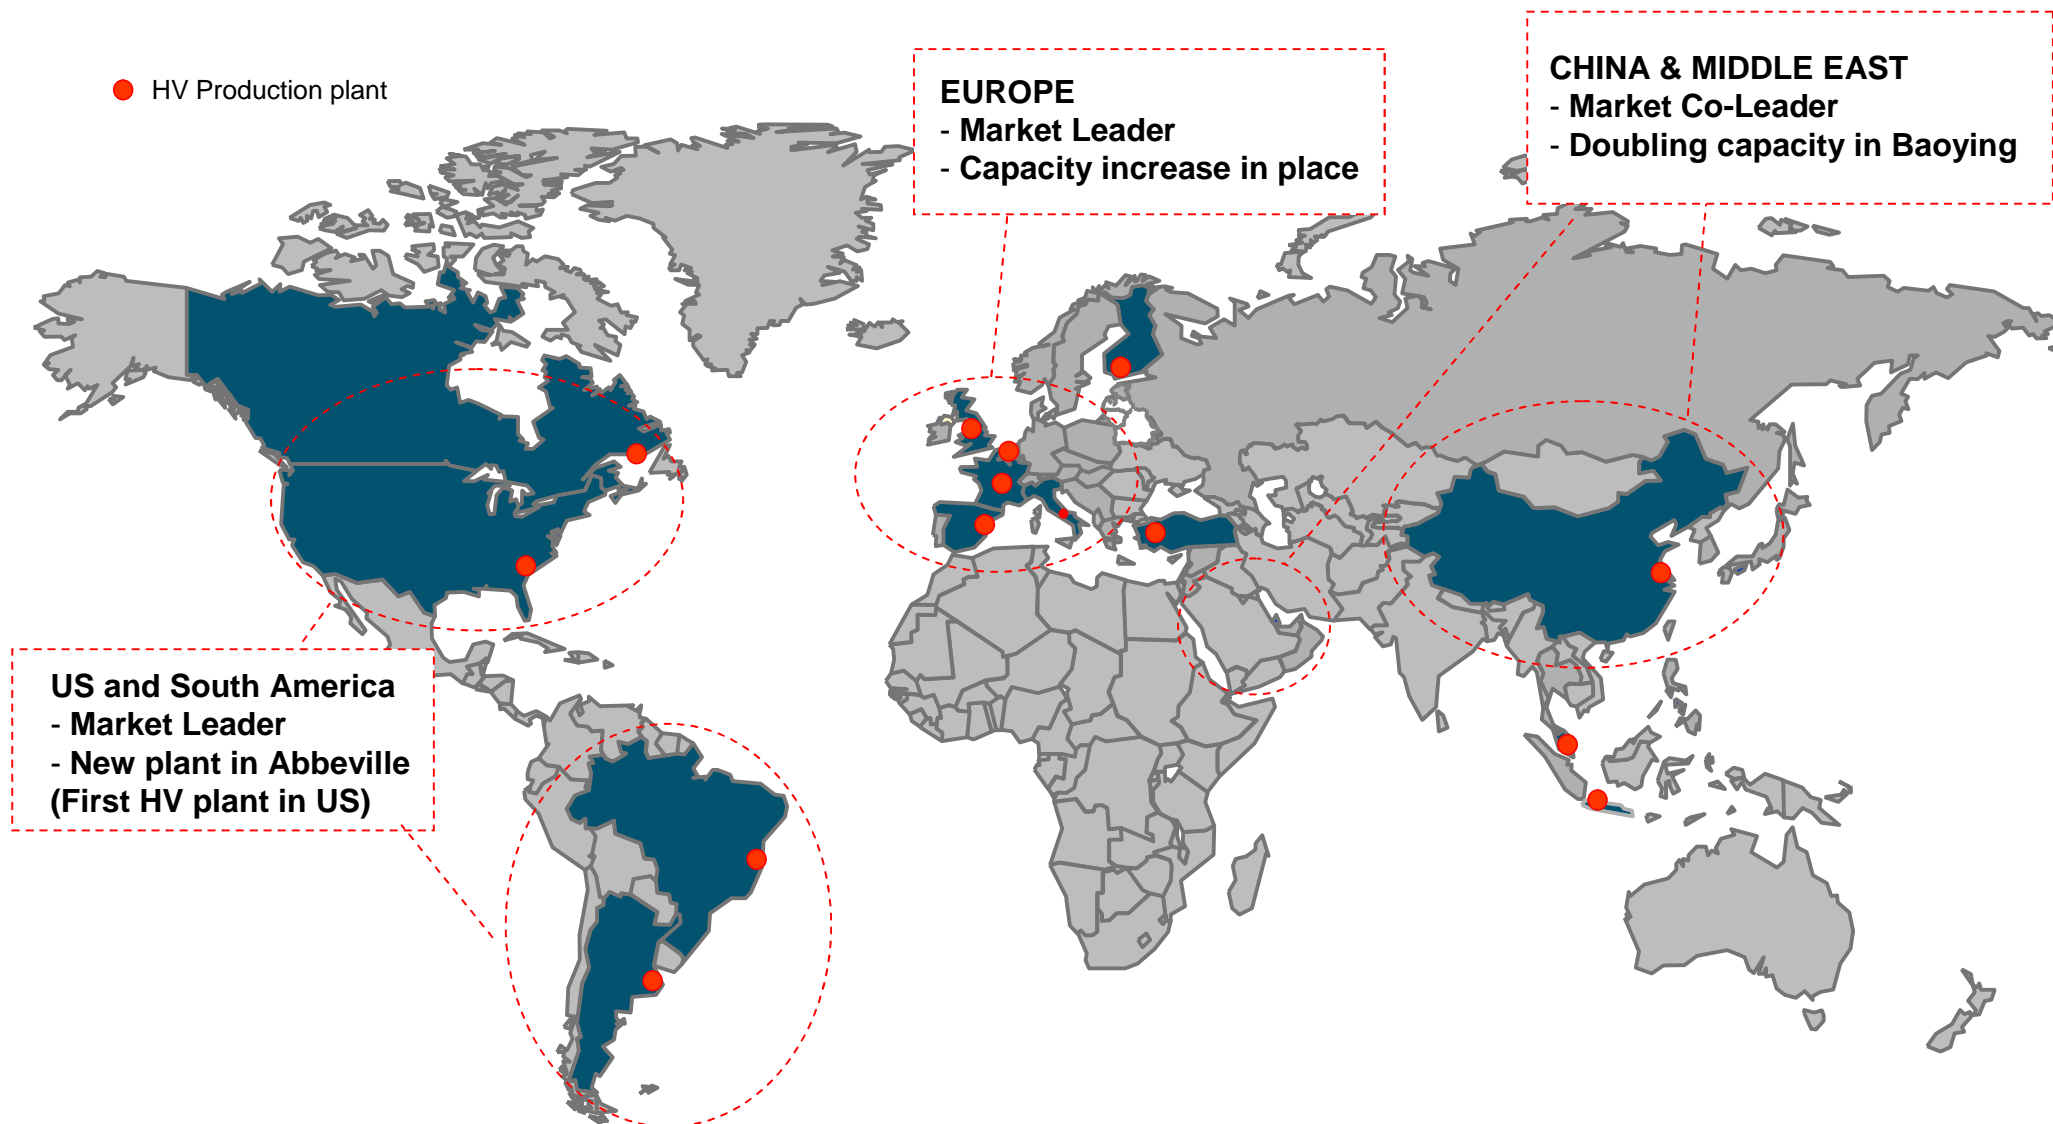 HV Production plant
EUROPE
- Market Leader
- Capacity increase in place
CHINA & MIDDLE EAST
- Market Co-Leader
- Doubling capacity in Baoying
US and South America
- Market Leader
- New plant in Abbeville
(First HV plant in US)